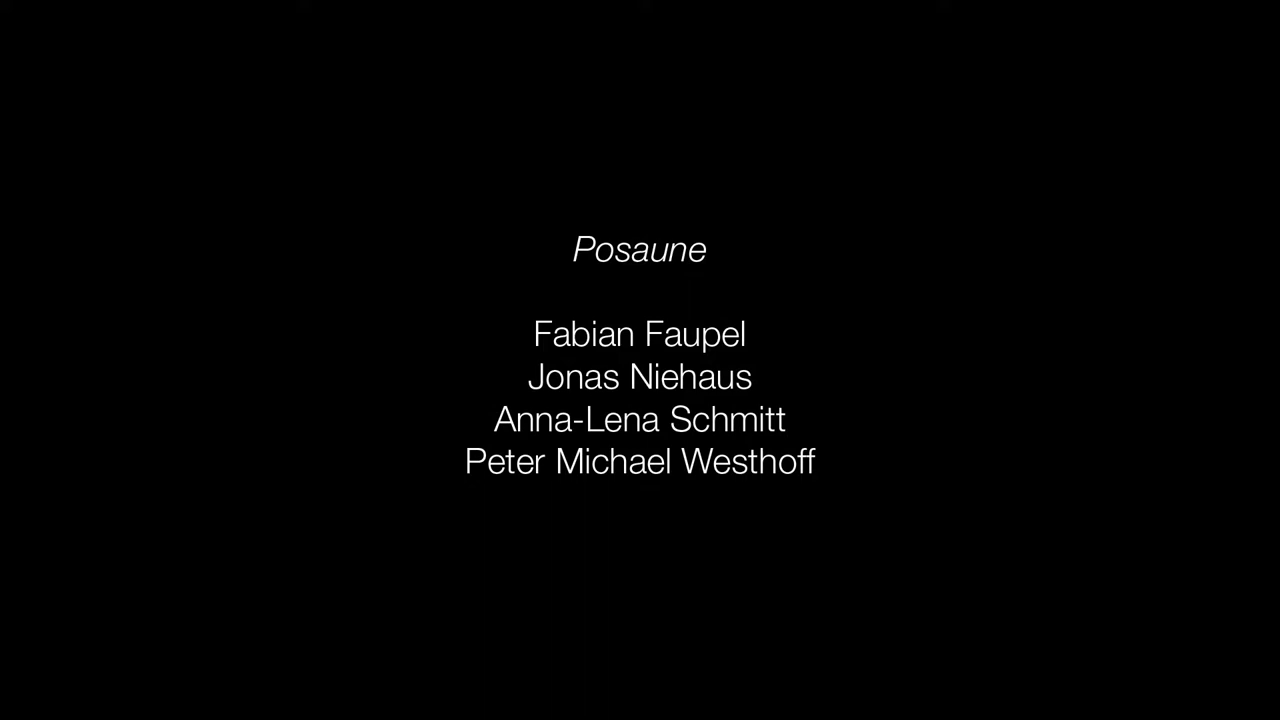 Posaune
Fabian Faupel
Jonas Niehaus
Anna-Lena Schmitt
Peter Michael Westhoff